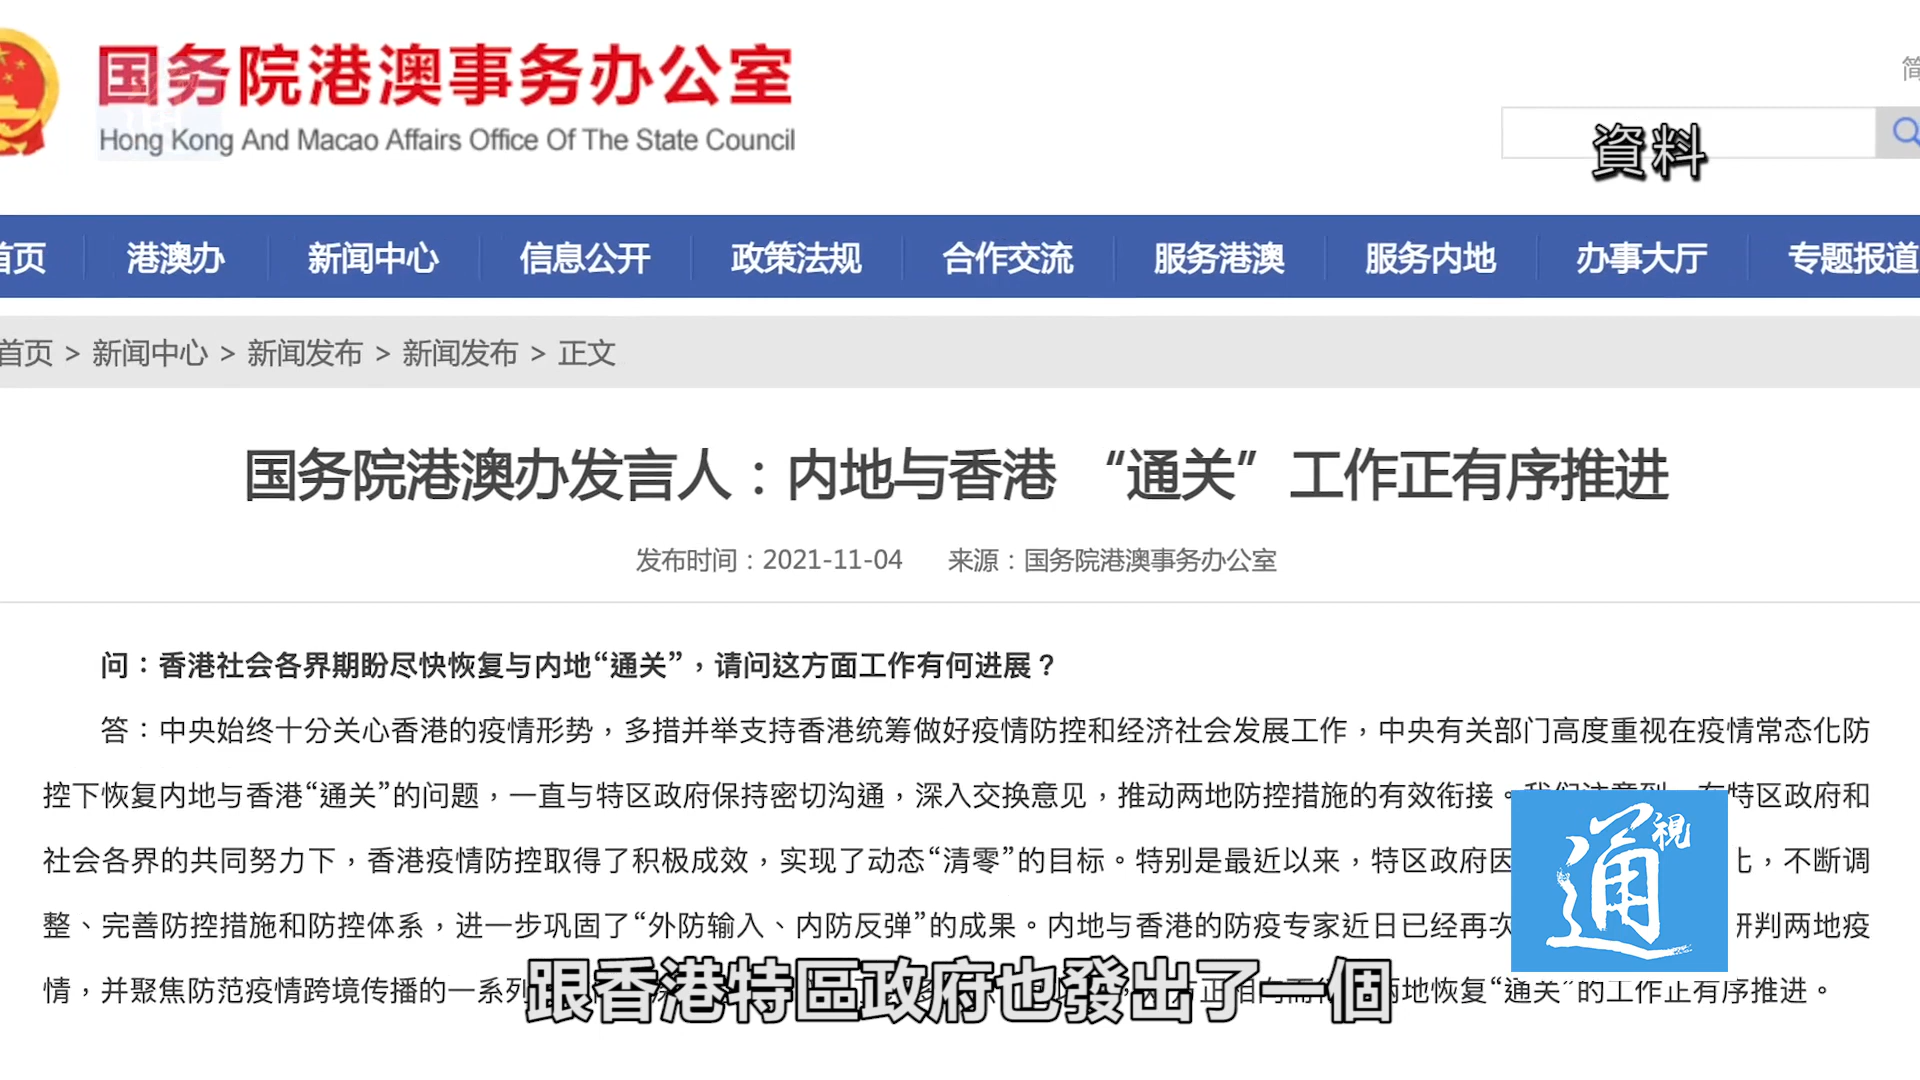 国务院港澳事务办公室
Hong Kong And Macao Affairs Office Of The State Council
简
資料
首页 港澳办 新闻中心 信息公开 政策法规 合作交流 服务港澳 服务内地 办事大厅 专题报道
首页 > 新闻中心 > 新闻发布 > 新闻发布 > 正文
国务院港澳办发言人：内地与香港 “通关”工作正有序推进
发布时间：2021-11-04 来源：国务院港澳事务办公室
问：香港社会各界期盼尽快恢复与内地“通关”，请问这方面工作有何进展？
答：中央始终十分关心香港的疫情形势，多措并举支持香港统筹做好疫情防控和经济社会发展工作，中央有关部门高度重视在疫情常态化防
控下恢复内地与香港“通关”的问题，一直与特区政府保持密切沟通，深入交换意见，推动两地防控措施的有效衔接。我们注意到，在特区政府和
社会各界的共同努力下，香港疫情防控取得了积极成效，实现了动态“清零”的目标。特别是最近以来，特区政府因 ，不断调
整、完善防控措施和防控体系，进一步巩固了“外防输入、内防反弹”的成果。内地与香港的防疫专家近日已经再次 研判两地疫
情，并聚焦防范疫情跨境传播的一系列 两地恢复“通关”的工作正有序推进。
通視
跟香港特區政府也發出了一個